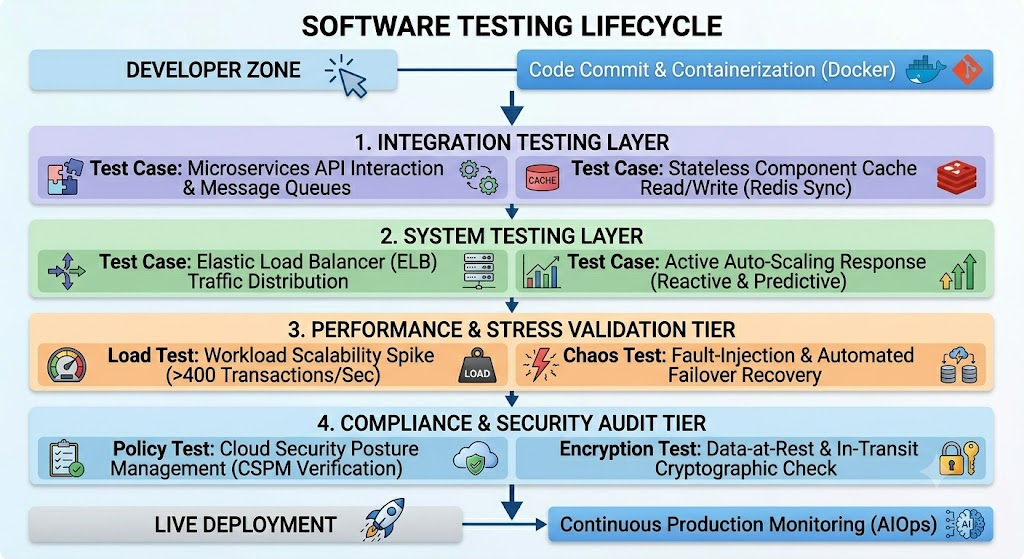 SOFTWARE TESTING LIFECYCLE
DEVELOPER ZONE
Code Commit & Containerization (Docker)
1. INTEGRATION TESTING LAYER
Test Case: Microservices API Interaction
& Message Queues
CACHE
Test Case: Stateless Component Cache
Read/Write (Redis Sync)
2. SYSTEM TESTING LAYER
Test Case: Elastic Load Balancer (ELB)
Traffic Distribution
Test Case: Active Auto-Scaling Response
(Reactive & Predictive)
3. PERFORMANCE & STRESS VALIDATION TIER
Load Test: Workload Scalability Spike
(>400 Transactions/Sec)
LOAD
Chaos Test: Fault-Injection & Automated
Failover Recovery
4. COMPLIANCE & SECURITY AUDIT TIER
Policy Test: Cloud Security Posture
Management (CSPM Verification)
Encryption Test: Data-at-Rest & In-Transit
Cryptographic Check
LIVE DEPLOYMENT
Continuous Production Monitoring (AIOps)
AI